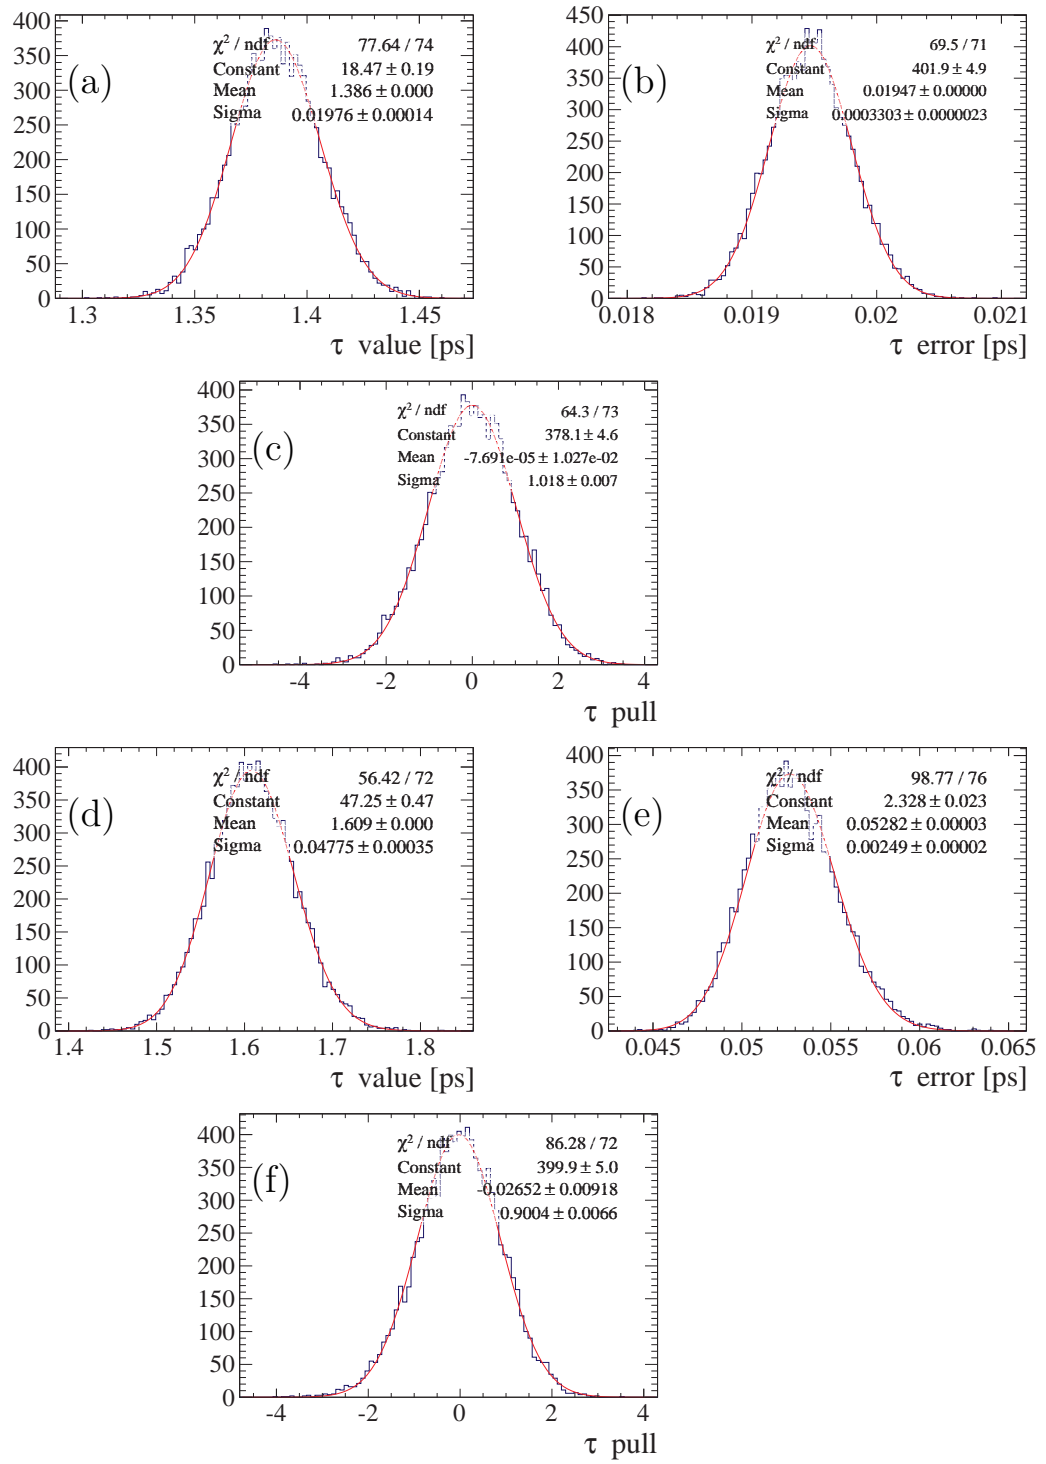 (a)
χ² / ndf 77.64 / 74
Constant 18.47 ± 0.19
Mean 1.386 ± 0.000
Sigma 0.01976 ± 0.00014
400
350
300
250
200
150
100
50
0
1.3 1.35 1.4 1.45
τ value [ps]
(b)
χ² / ndf 69.5 / 71
Constant 401.9 ± 4.9
Mean 0.01947 ± 0.00000
Sigma 0.0003303 ± 0.0000023
450
400
350
300
250
200
150
100
50
0
0.018 0.019 0.02 0.021
τ error [ps]
(c)
χ² / ndf 64.3 / 73
Constant 378.1 ± 4.6
Mean -7.691e-05 ± 1.027e-02
Sigma 1.018 ± 0.007
400
350
300
250
200
150
100
50
0
-4 -2 0 2 4
τ pull
(d)
χ² / ndf 56.42 / 72
Constant 47.25 ± 0.47
Mean 1.609 ± 0.000
Sigma 0.04775 ± 0.00035
400
350
300
250
200
150
100
50
0
1.4 1.5 1.6 1.7 1.8
τ value [ps]
(e)
χ² / ndf 98.77 / 76
Constant 2.328 ± 0.023
Mean 0.05282 ± 0.00003
Sigma 0.00249 ± 0.00002
400
350
300
250
200
150
100
50
0
0.045 0.05 0.055 0.06 0.065
τ error [ps]
(f)
χ² / ndf 86.28 / 72
Constant 399.9 ± 5.0
Mean -0.02652 ± 0.00918
Sigma 0.9004 ± 0.0066
400
350
300
250
200
150
100
50
0
-4 -2 0 2 4
τ pull